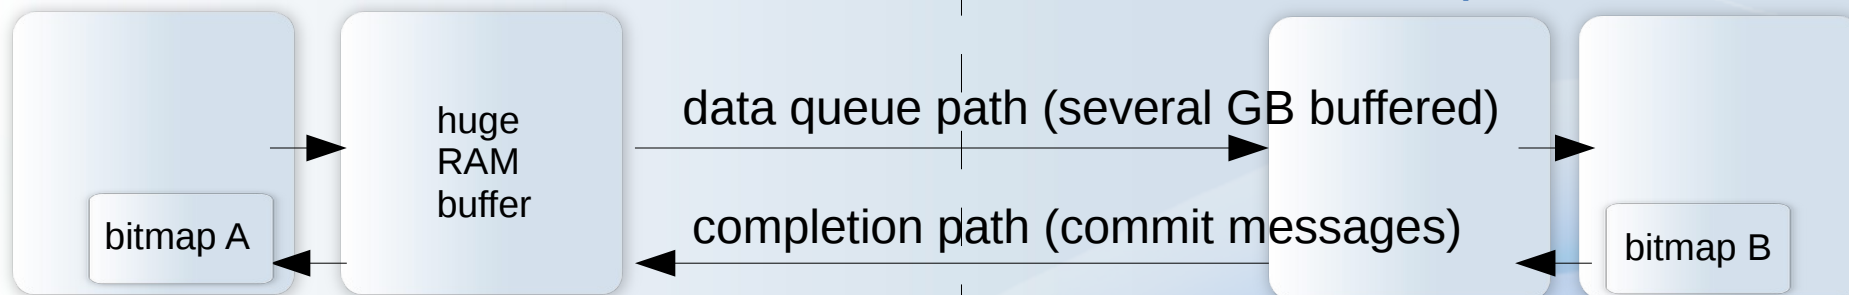 data queue path (several GB buffered)
huge
RAM
buffer
completion path (commit messages)
bitmap A
bitmap B